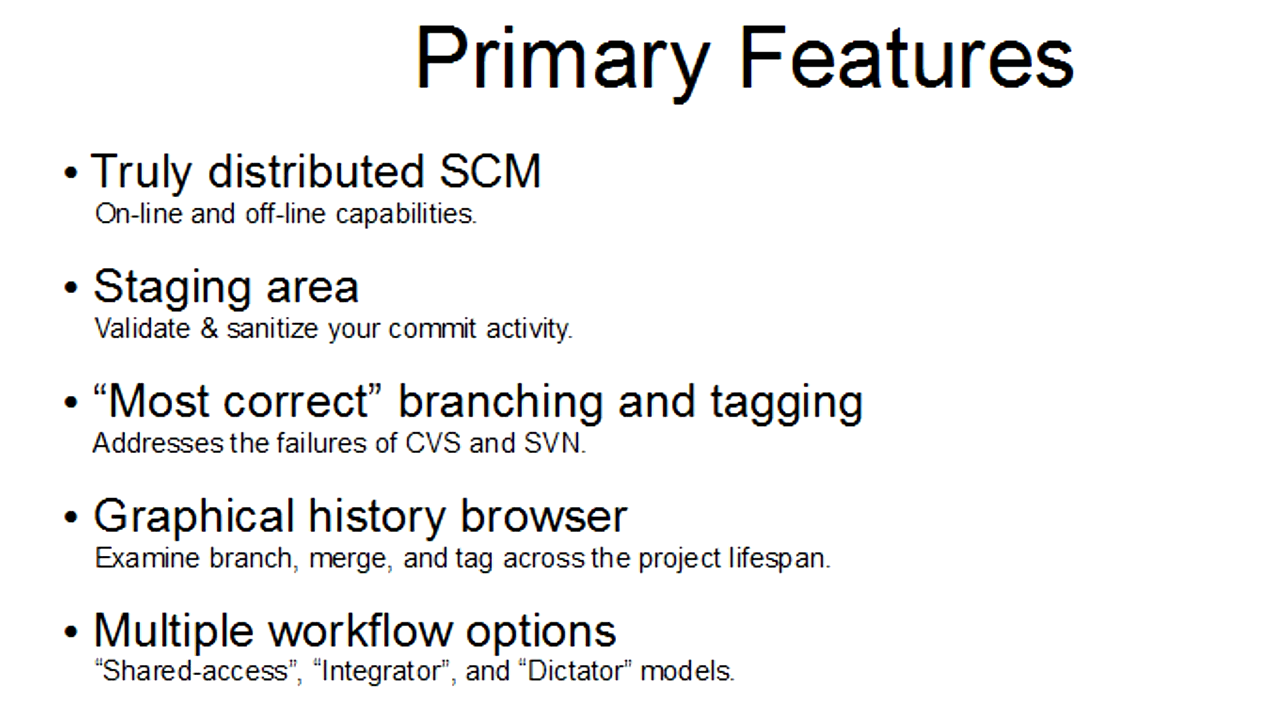 Primary Features
• Truly distributed SCM
On-line and off-line capabilities.
• Staging area
Validate & sanitize your commit activity.
• “Most correct” branching and tagging
Addresses the failures of CVS and SVN.
• Graphical history browser
Examine branch, merge, and tag across the project lifespan.
• Multiple workflow options
“Shared-access”, “Integrator”, and “Dictator” models.